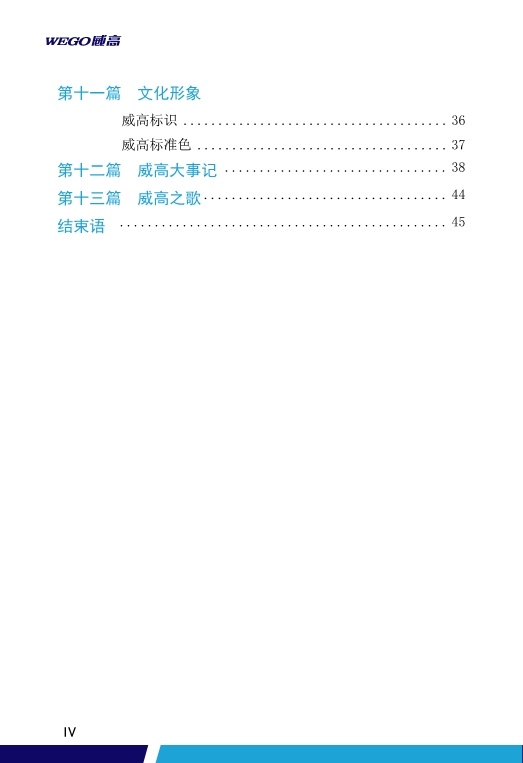 WEGO威高
第十一篇 文化形象
威高标识 ...................................... 36
威高标准色 .................................... 37
第十二篇 威高大事记 ................................ 38
第十三篇 威高之歌 ................................... 44
结束语 ............................................... 45
IV